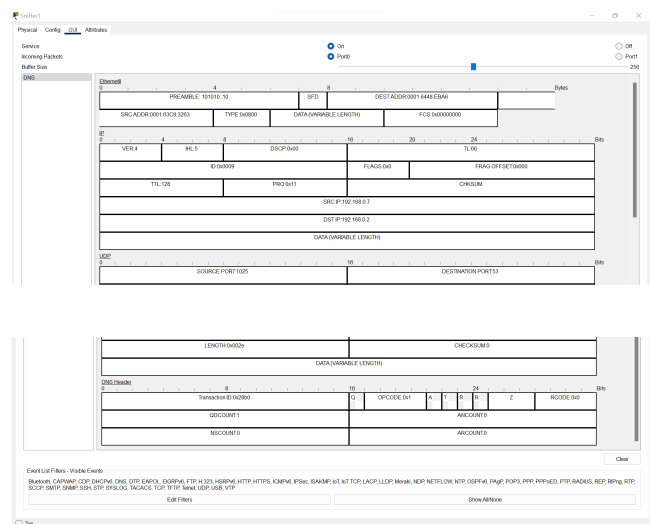 Sniffer1
Physical Config GUI Attributes
Service On Off
Incoming Packets Port0 Port1
Buffer Size 256
DNS
EthernetII
0 4 8 Bytes
PREAMBLE: 101010..10 SFD DEST ADDR:0001.6448.EBA6
SRC ADDR:0001.63C9.3203 TYPE:0x0800 DATA (VARIABLE LENGTH) FCS:0x00000000
IP
0 4 8 16 20 24 Bits
VER:4 IHL:5 DSCP:0x00 TL:66
ID:0x0009 FLAGS:0x0 FRAG OFFSET:0x000
TTL:128 PRO:0x11 CHKSUM
SRC IP:192.168.0.7
DST IP:192.168.0.2
DATA (VARIABLE LENGTH)
UDP
0 16 Bits
SOURCE PORT:1025 DESTINATION PORT:53
LENGTH:0x002e CHECKSUM:0
DATA (VARIABLE LENGTH)
DNS Header
0 8 16 24 Bits
Transaction ID:0x28b0 Q OPCODE:0x1 A T R R Z RCODE:0x0
QDCOUNT:1 ANCOUNT:0
NSCOUNT:0 ARCOUNT:0
Clear
Event List Filters - Visible Events
Bluetooth, CAPWAP, CDP, DHCPv6, DNS, DTP, EAPOL, EIGRPv6, FTP, H.323, HSRPv6, HTTP, HTTPS, ICMPv6, IPSec, ISAKMP, IoT, IoT TCP, LACP, LLDP, Meraki, NDP, NETFLOW, NTP, OSPFv6, PAgP, POP3, PPP, PPPoED, PTP, RADIUS, REP, RIPng, RTP,
SCCP, SMTP, SNMP, SSH, STP, SYSLOG, TACACS, TCP, TFTP, Telnet, UDP, USB, VTP
Edit Filters Show All/None
Top